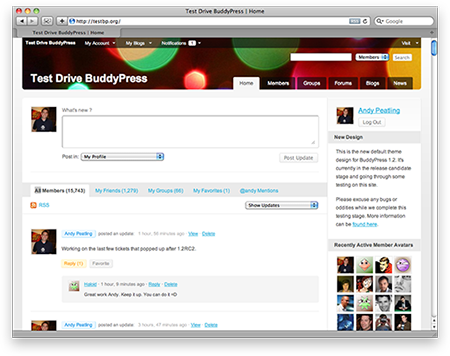 Test Drive BuddyPress | Home
http://testbp.org/
Google
Test Drive BuddyPress | Home
Test Drive BuddyPress My Account My Blogs Notifications 1 Visit
Members Search
Test Drive BuddyPress
Home Members Groups Forums Blogs News
What's new ?
Post in: My Profile Post Update
All Members (15,743) My Friends (1,279) My Groups (66) My Favorites (1) @andy Mentions
RSS Show Updates
Andy Peatling posted an update: 1 hour, 59 minutes ago · View · Delete
Working on the last few tickets that popped up after 1.2RC2.
Reply (1) Favorite
1 hour, 9 minutes ago · Reply · Delete
Great work Andy. Keep it up. You can do it =D
Andy Peatling posted an update: 3 hours, 47 minutes ago · View · Delete
Andy Peatling
Log Out
New Design
This is the new default theme
design for BuddyPress 1.2. It's
currently in the release candidate
stage and going through some
testing on this site.
Please excuse any bugs or
oddities while we complete this
testing stage. More information
can be found here.
Recently Active Member Avatars